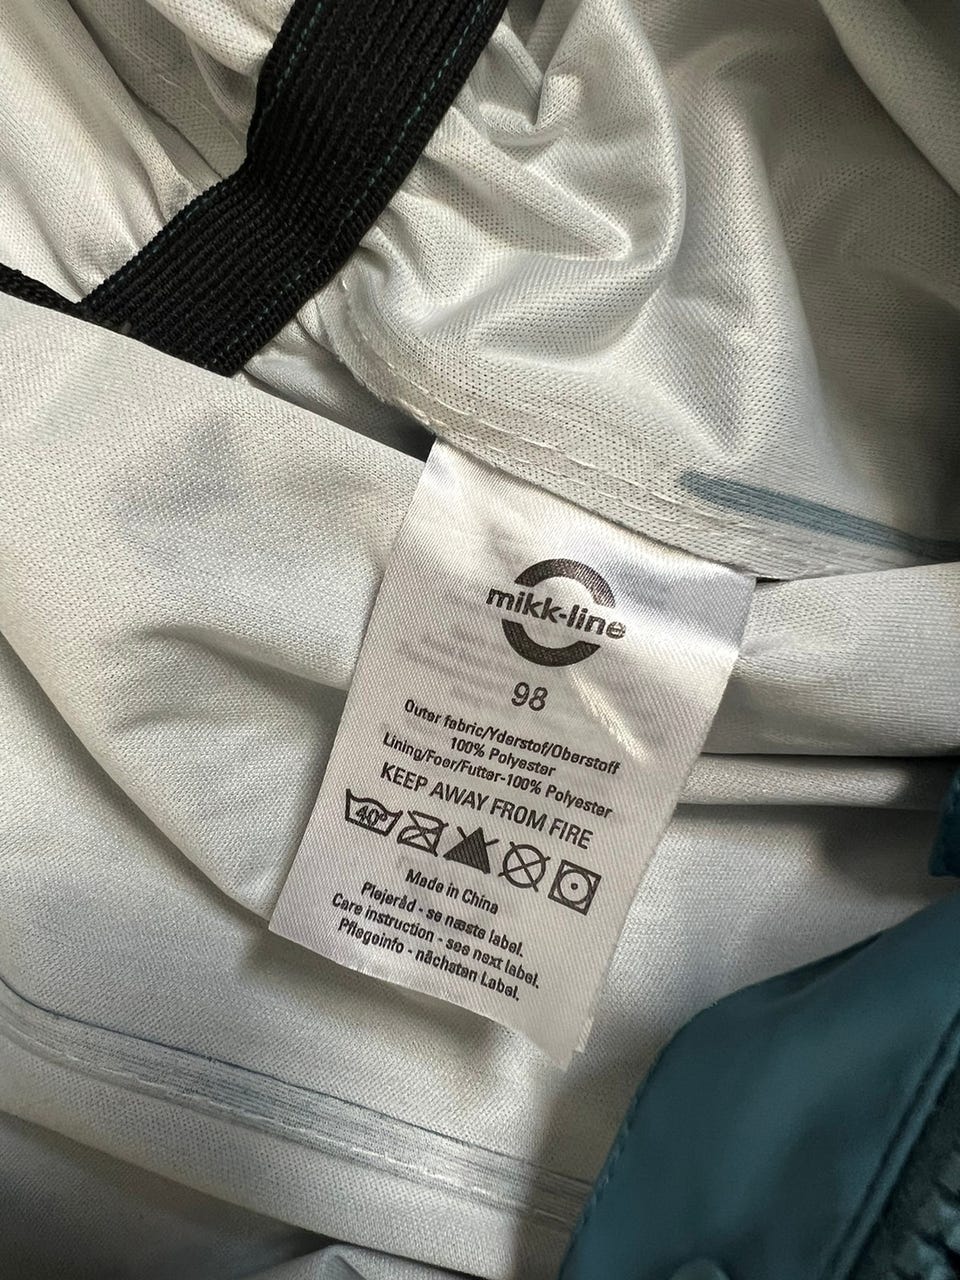 mikk-line
98
Outer fabric/Yderstof/Oberstoff
100% Polyester
Lining/Foer/Futter-100% Polyester
KEEP AWAY FROM FIRE
40°
Made in China
Plejeråd - se næste label.
Care instruction - see next label.
Pflegeinfo - nächsten Label.